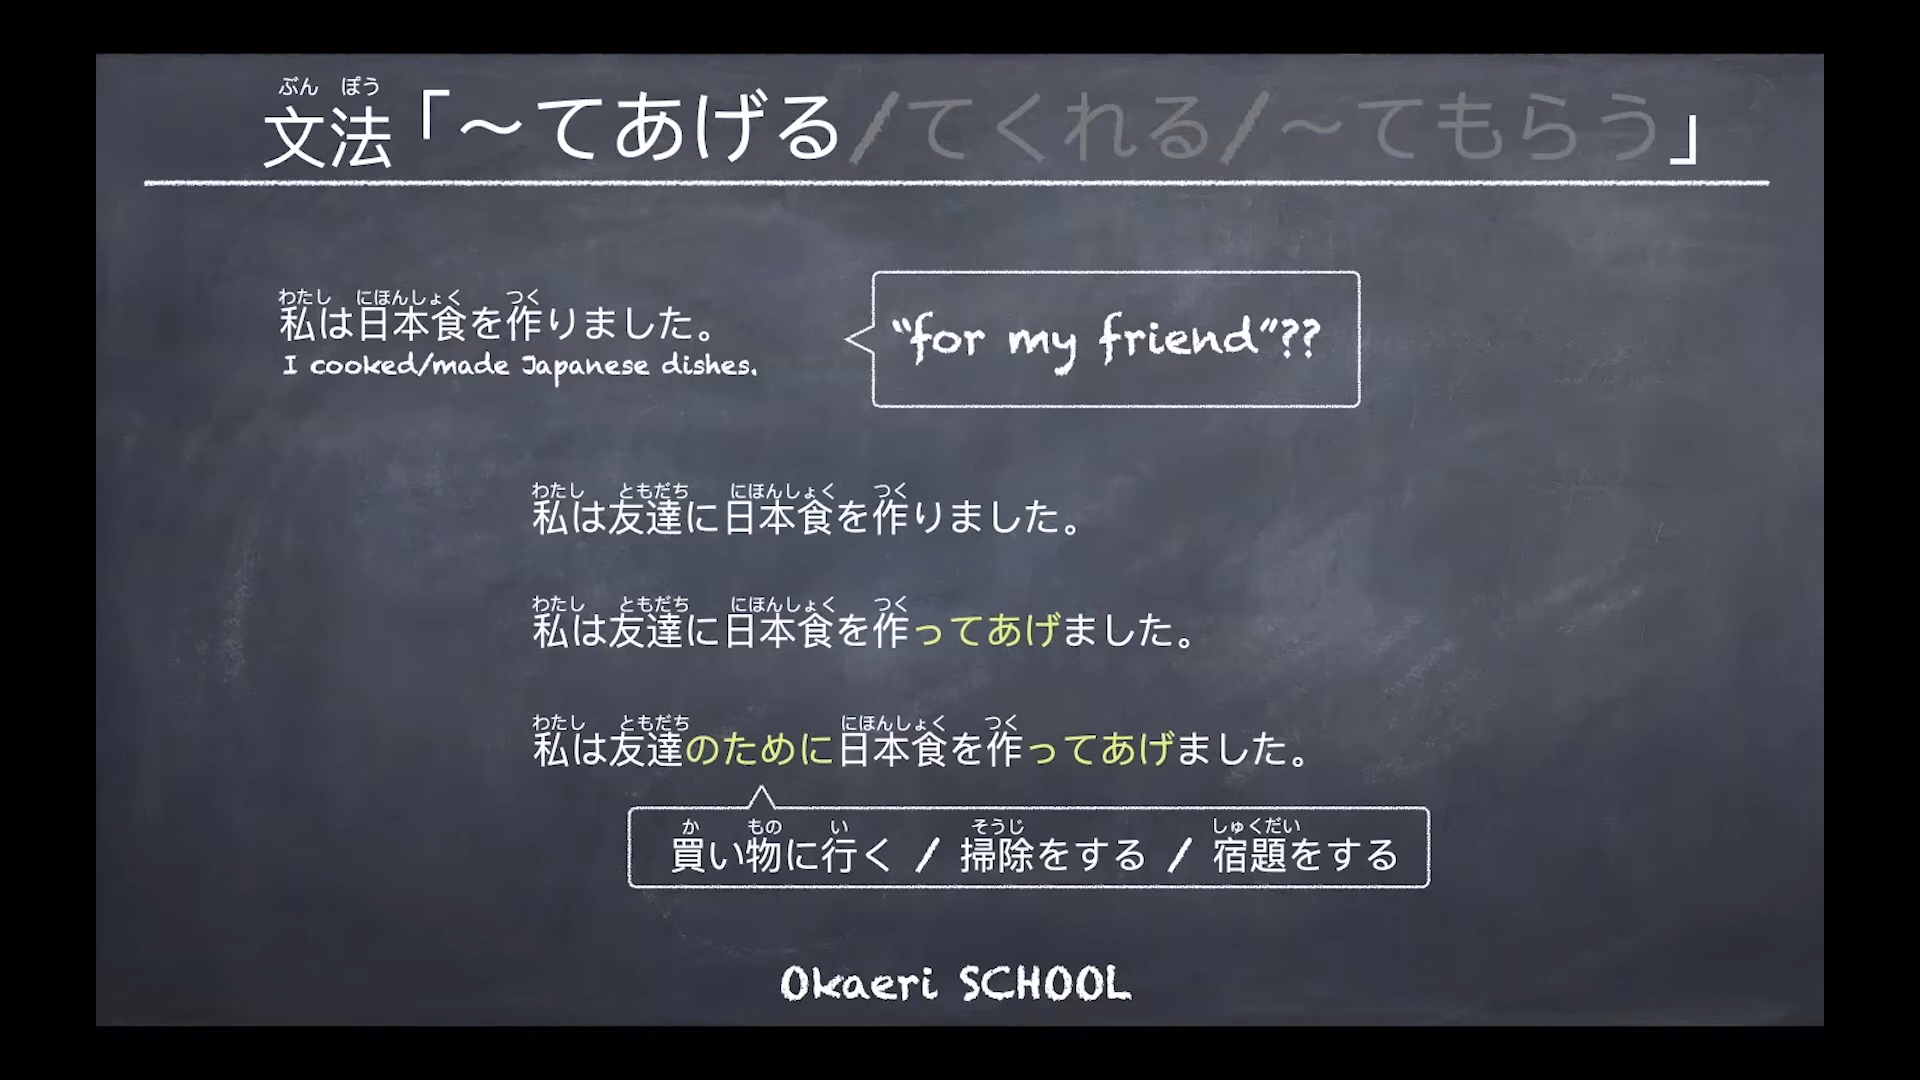 ぶん ぽう
文法「〜てあげる/てくれる/〜てもらう」
わたし にほんしょく つく
私は日本食を作りました。
I cooked/made Japanese dishes.
“for my friend”??
わたし ともだち にほんしょく つく
私は友達に日本食を作りました。
わたし ともだち にほんしょく つく
私は友達に日本食を作ってあげました。
わたし ともだち にほんしょく つく
私は友達のために日本食を作ってあげました。
か もの い そうじ しゅくだい
買い物に行く / 掃除をする / 宿題をする
Okaeri SCHOOL